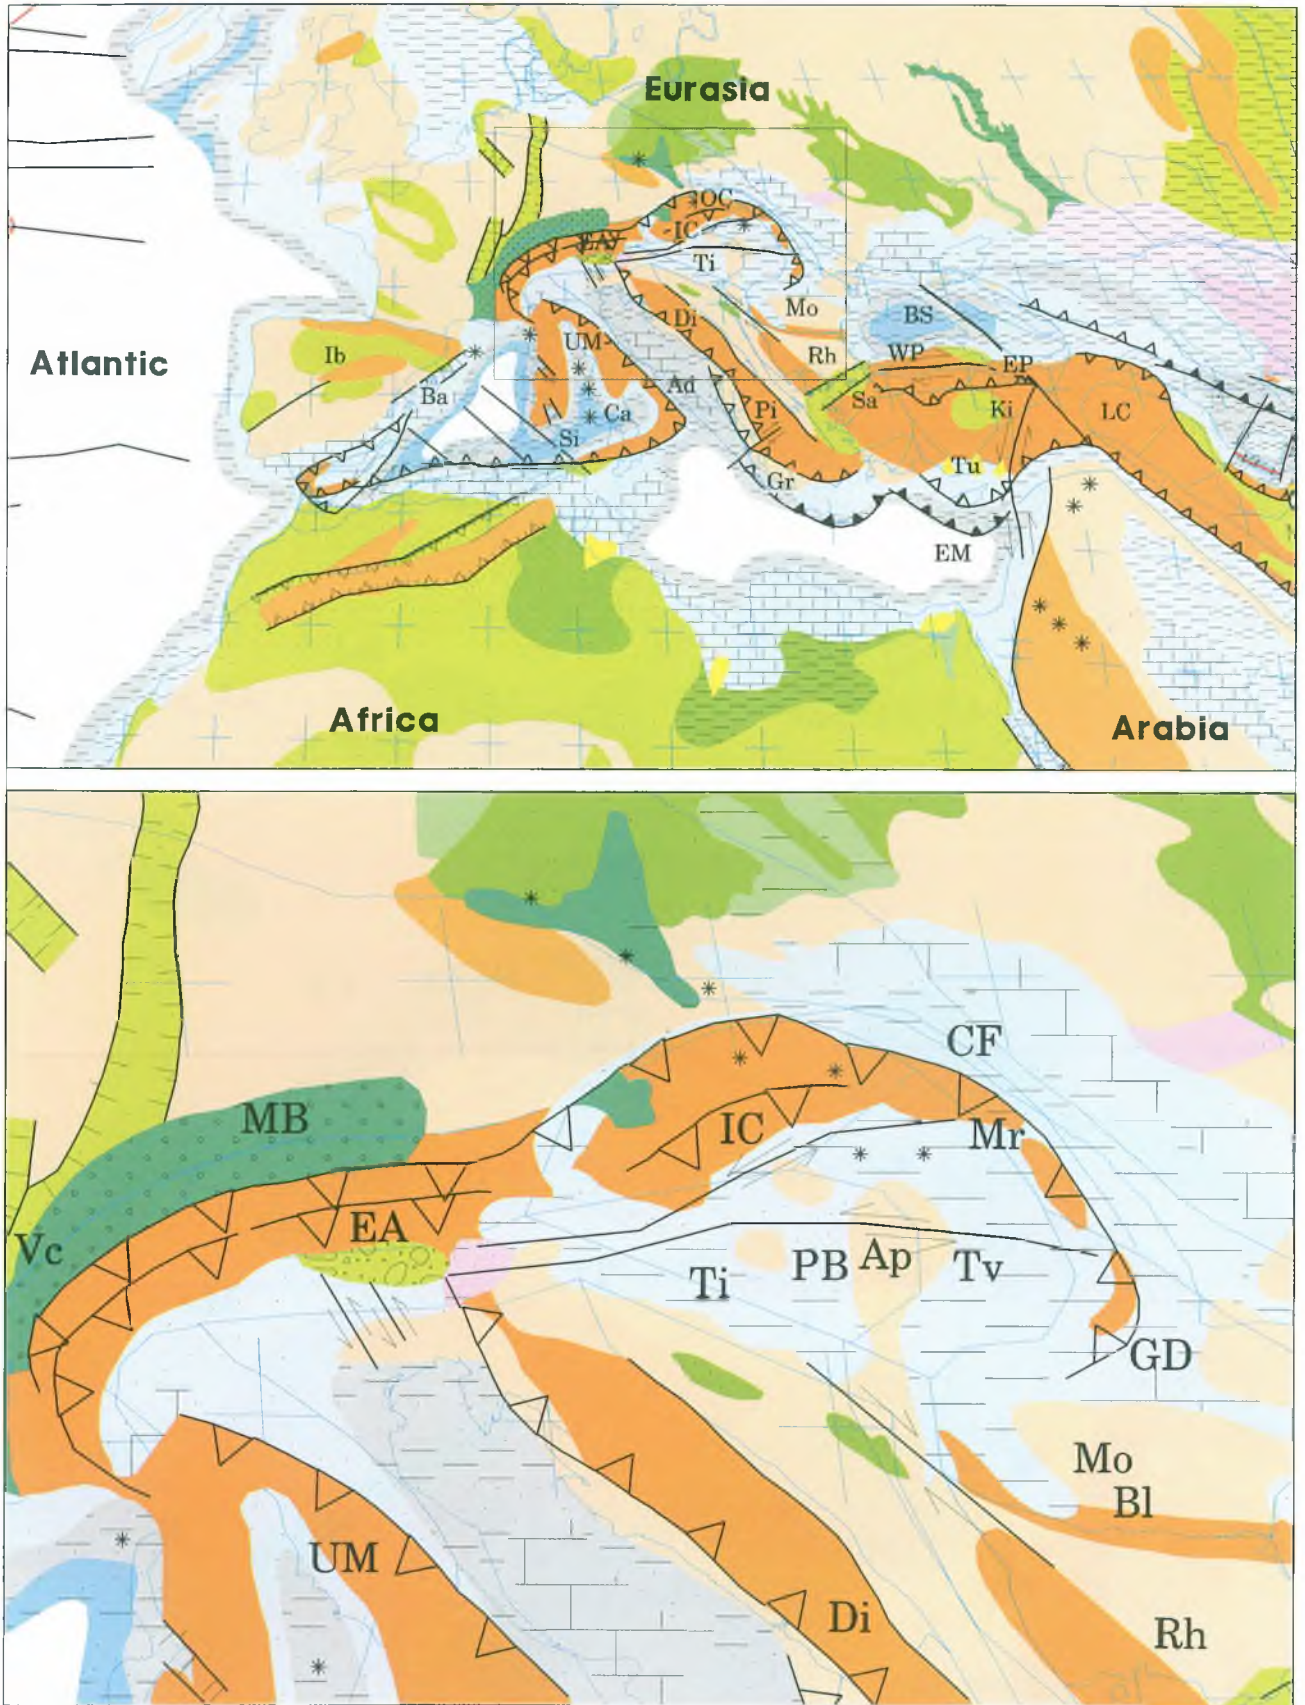 Eurasia
OC
IC
EA
Ti
Mo
BS
Di
UM
Ib
Rh
WP
EP
Atlantic
Ad
Ba
Sa
Ca
Pi
Ki
LC
Si
Tu
Gr
EM
Africa
Arabia
CF
MB
IC
Mr
EA
Vc
PB
Ap
Tv
Ti
GD
Mo
Bl
UM
Di
Rh